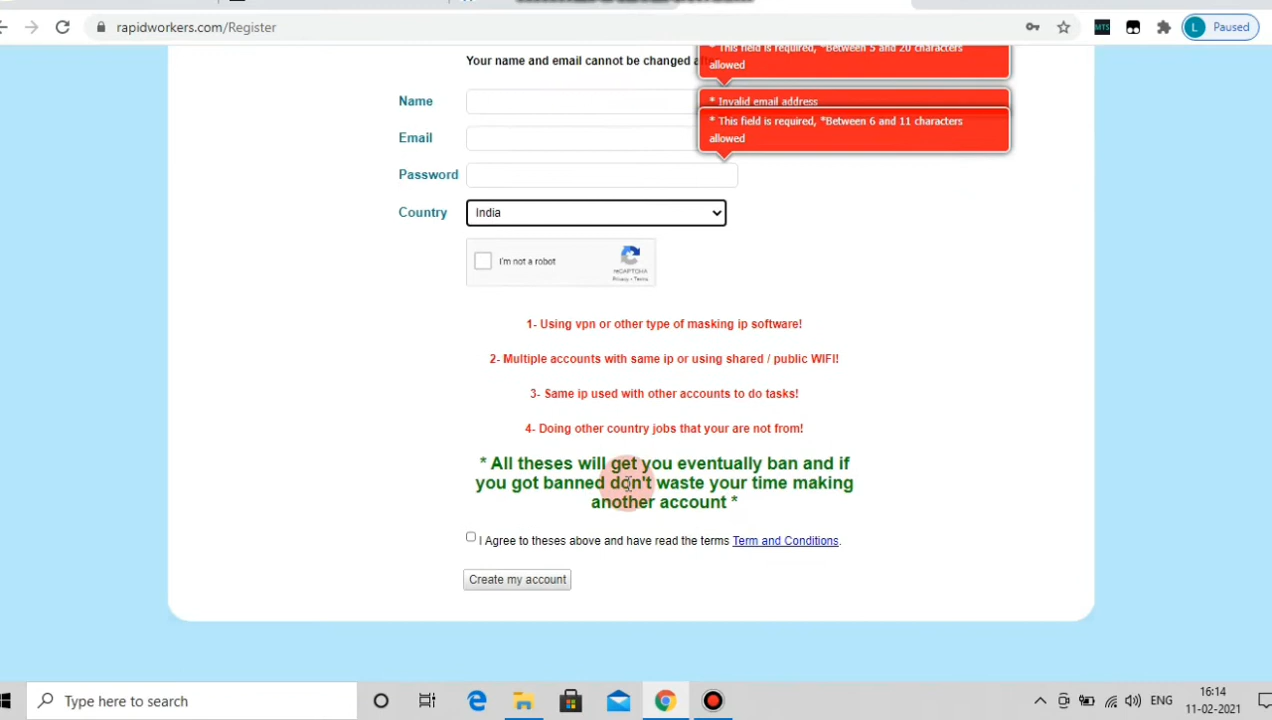 rapidworkers.com/Register
MTS
L
Paused
* This field is required, *Between 5 and 20 characters
allowed
Your name and email cannot be changed
Name
* Invalid email address
* This field is required, *Between 6 and 11 characters
allowed
Email
Password
Country
India
I'm not a robot
reCAPTCHA
Privacy - Terms
1- Using vpn or other type of masking ip software!
2- Multiple accounts with same ip or using shared / public WIFI!
3- Same ip used with other accounts to do tasks!
4- Doing other country jobs that your are not from!
* All theses will get you eventually ban and if
you got banned don't waste your time making
another account *
I Agree to theses above and have read the terms Term and Conditions.
Create my account
Type here to search
ENG
16:14
11-02-2021